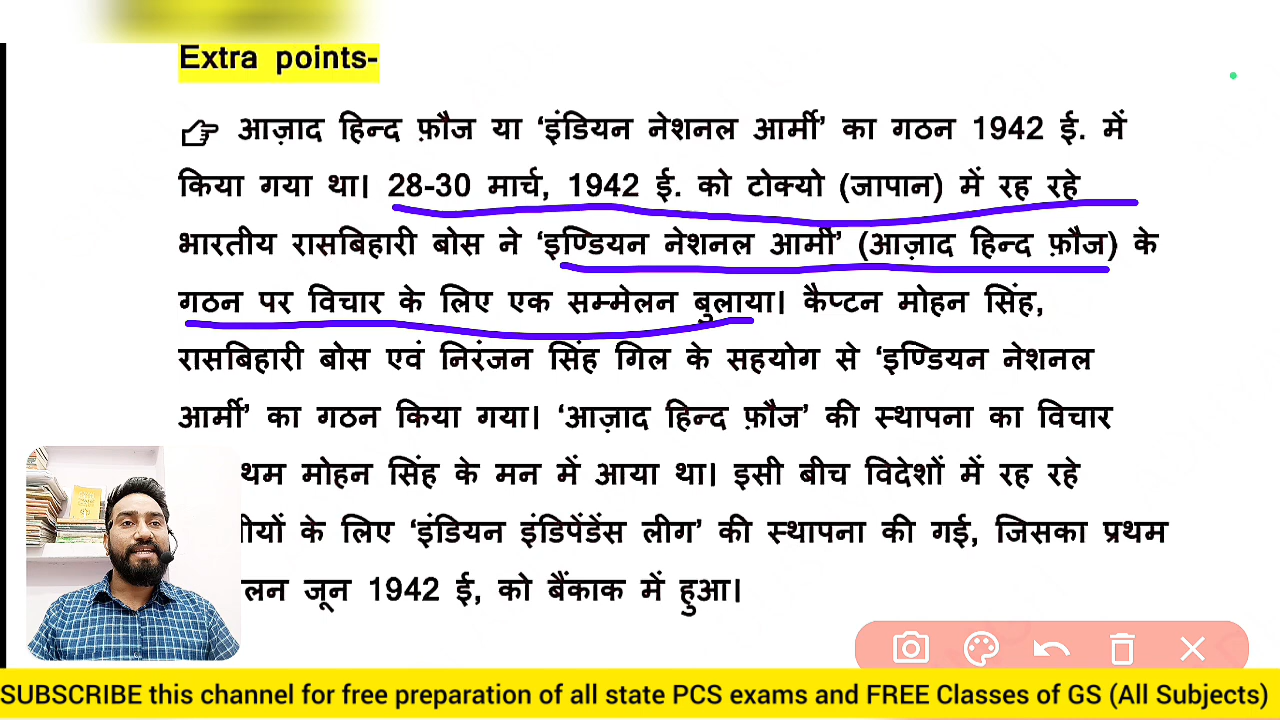 Extra points-
आज़ाद हिन्द फ़ौज या ‘इंडियन नेशनल आर्मी’ का गठन 1942 ई. में
किया गया था। 28-30 मार्च, 1942 ई. को टोक्यो (जापान) में रह रहे
भारतीय रासबिहारी बोस ने ‘इण्डियन नेशनल आर्मी’ (आज़ाद हिन्द फ़ौज) के
गठन पर विचार के लिए एक सम्मेलन बुलाया। कैप्टन मोहन सिंह,
रासबिहारी बोस एवं निरंजन सिंह गिल के सहयोग से ‘इण्डियन नेशनल
आर्मी’ का गठन किया गया। ‘आज़ाद हिन्द फ़ौज’ की स्थापना का विचार
थम मोहन सिंह के मन में आया था। इसी बीच विदेशों में रह रहे
ीयों के लिए ‘इंडियन इंडिपेंडेंस लीग’ की स्थापना की गई, जिसका प्रथम
लन जून 1942 ई, को बैंकाक में हुआ।
SUBSCRIBE this channel for free preparation of all state PCS exams and FREE Classes of GS (All Subjects)